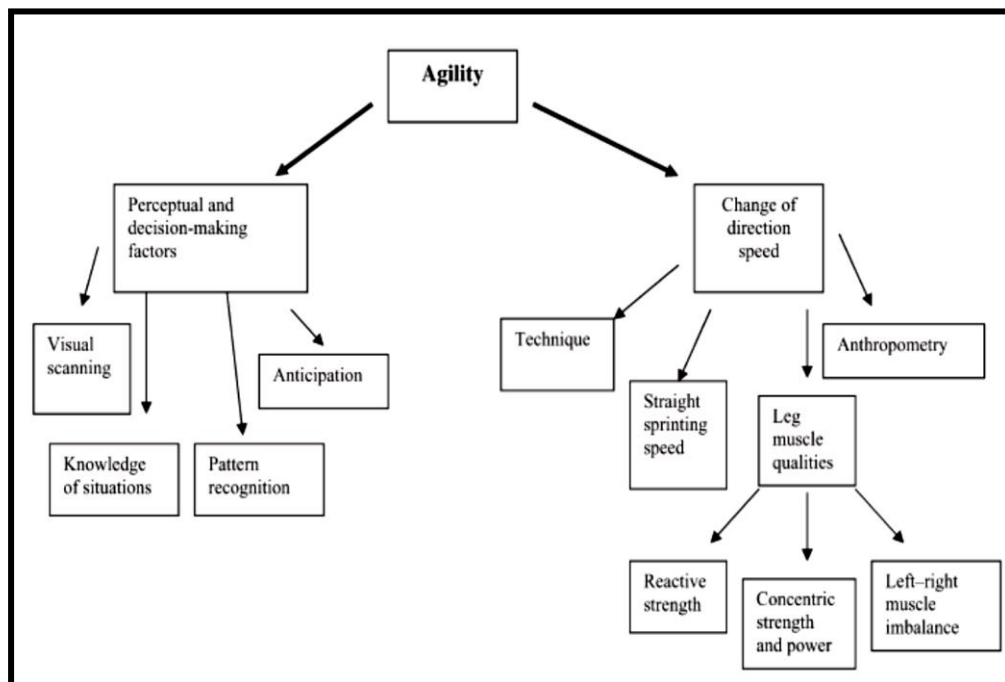 Agility
Perceptual and
decision-making
factors
Change of
direction
speed
Visual
scanning
Anticipation
Technique
Anthropometry
Straight
sprinting
speed
Leg
muscle
qualities
Knowledge
of situations
Pattern
recognition
Reactive
strength
Concentric
strength
and power
Left–right
muscle
imbalance